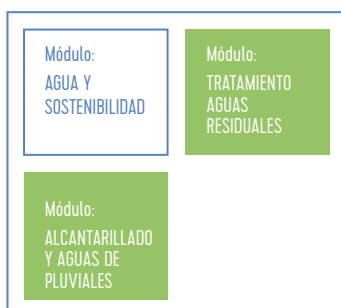 Módulo:
AGUA Y
SOSTENIBILIDAD
Módulo:
TRATAMIENTO
AGUAS
RESIDUALES
Módulo:
ALCANTARILLADO
Y AGUAS DE
PLUVIALES